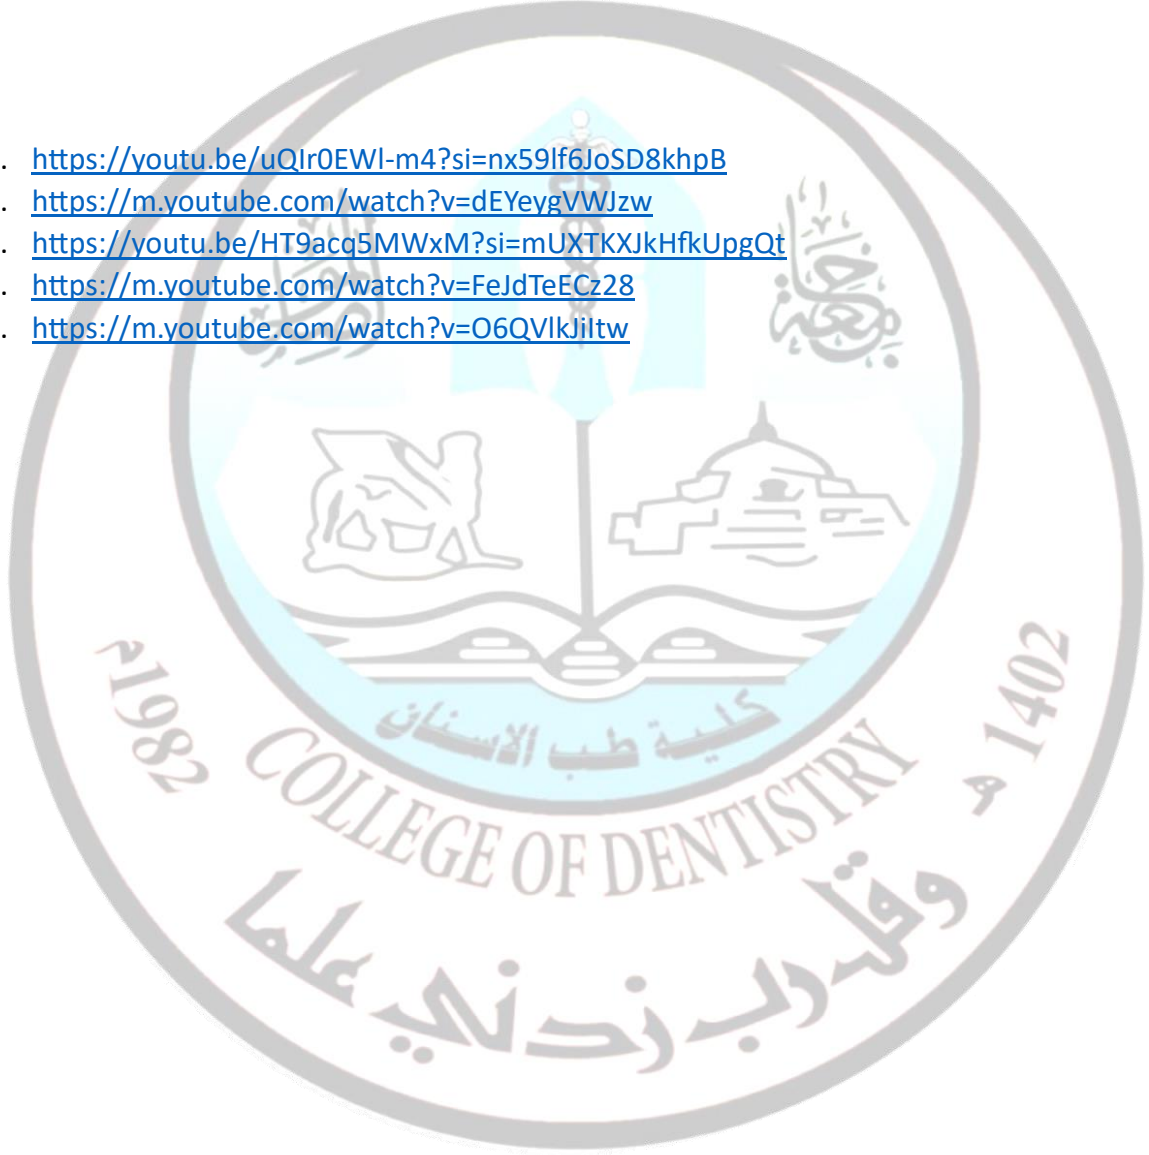 . https://youtu.be/uQIr0EWl-m4?si=nx59lf6JoSD8khpB
. https://m.youtube.com/watch?v=dEYeygVWJzw
. https://youtu.be/HT9acq5MWxM?si=mUXTKXJkHfkUpgQt
. https://m.youtube.com/watch?v=FeJdTeECz28
. https://m.youtube.com/watch?v=O6QVlkJiItw
جامعة
الموصل
كلية طب الاسنان
1982م
COLLEGE OF DENTISTRY
1402 هـ
وقل رب زدني علما